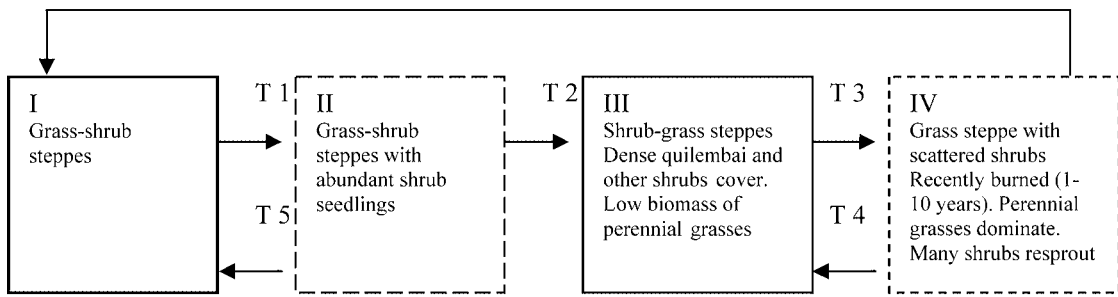 T 1
T 2
T 3
I
Grass-shrub
steppes
II
Grass-shrub
steppes with
abundant shrub
seedlings
III
Shrub-grass steppes
Dense quilembai and
other shrubs cover.
Low biomass of
perennial grasses
IV
Grass steppe with
scattered shrubs
Recently burned (1-
10 years). Perennial
grasses dominate.
Many shrubs resprout
T 5
T 4